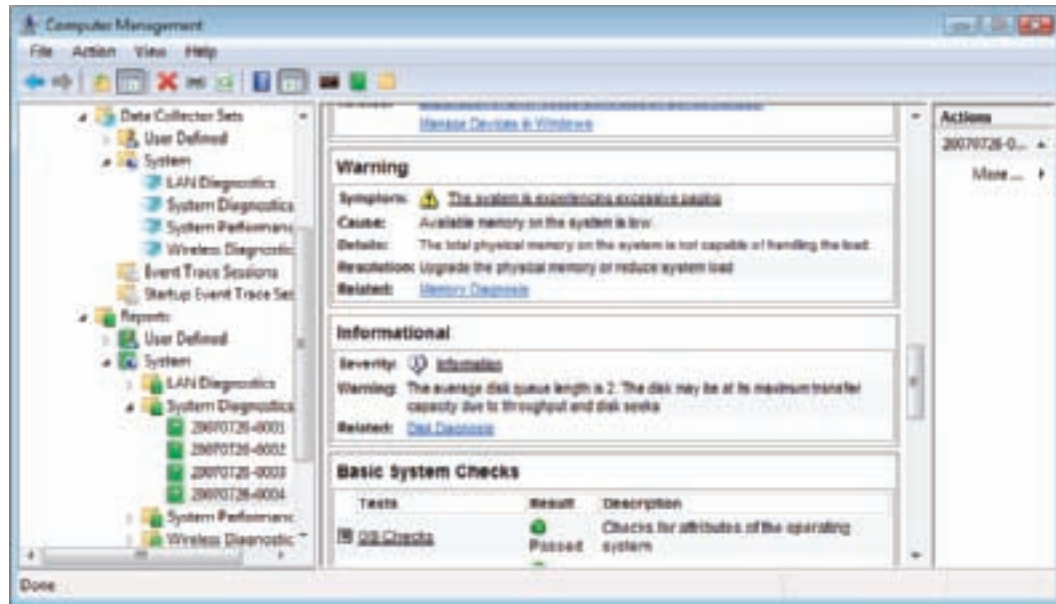 Computer Management
File Action View Help
Data Collector Sets
User Defined
System
LAN Diagnostics
System Diagnostics
System Performanc
Wireless Diagnostic
Event Trace Sessions
Startup Event Trace Ses
Reports
User Defined
System
LAN Diagnostics
System Diagnostics
20070726-0001
20070726-0002
20070726-0003
20070726-0004
System Performanc
Wireless Diagnostic
Manage Devices in Windows
Warning
Symptom: The system is experiencing excessive paging
Cause: Available memory on the system is low.
Details: The total physical memory on the system is not capable of handling the load.
Resolution: Upgrade the physical memory or reduce system load
Related: Memory Diagnosis
Informational
Severity: Information
Warning: The average disk queue length is 2. The disk may be at its maximum transfer
capacity due to throughput and disk seeks
Related: Disk Diagnosis
Basic System Checks
Tests Result Description
OS Checks Passed Checks for attributes of the operating
system
Actions
20070726-0...
More ...
Done